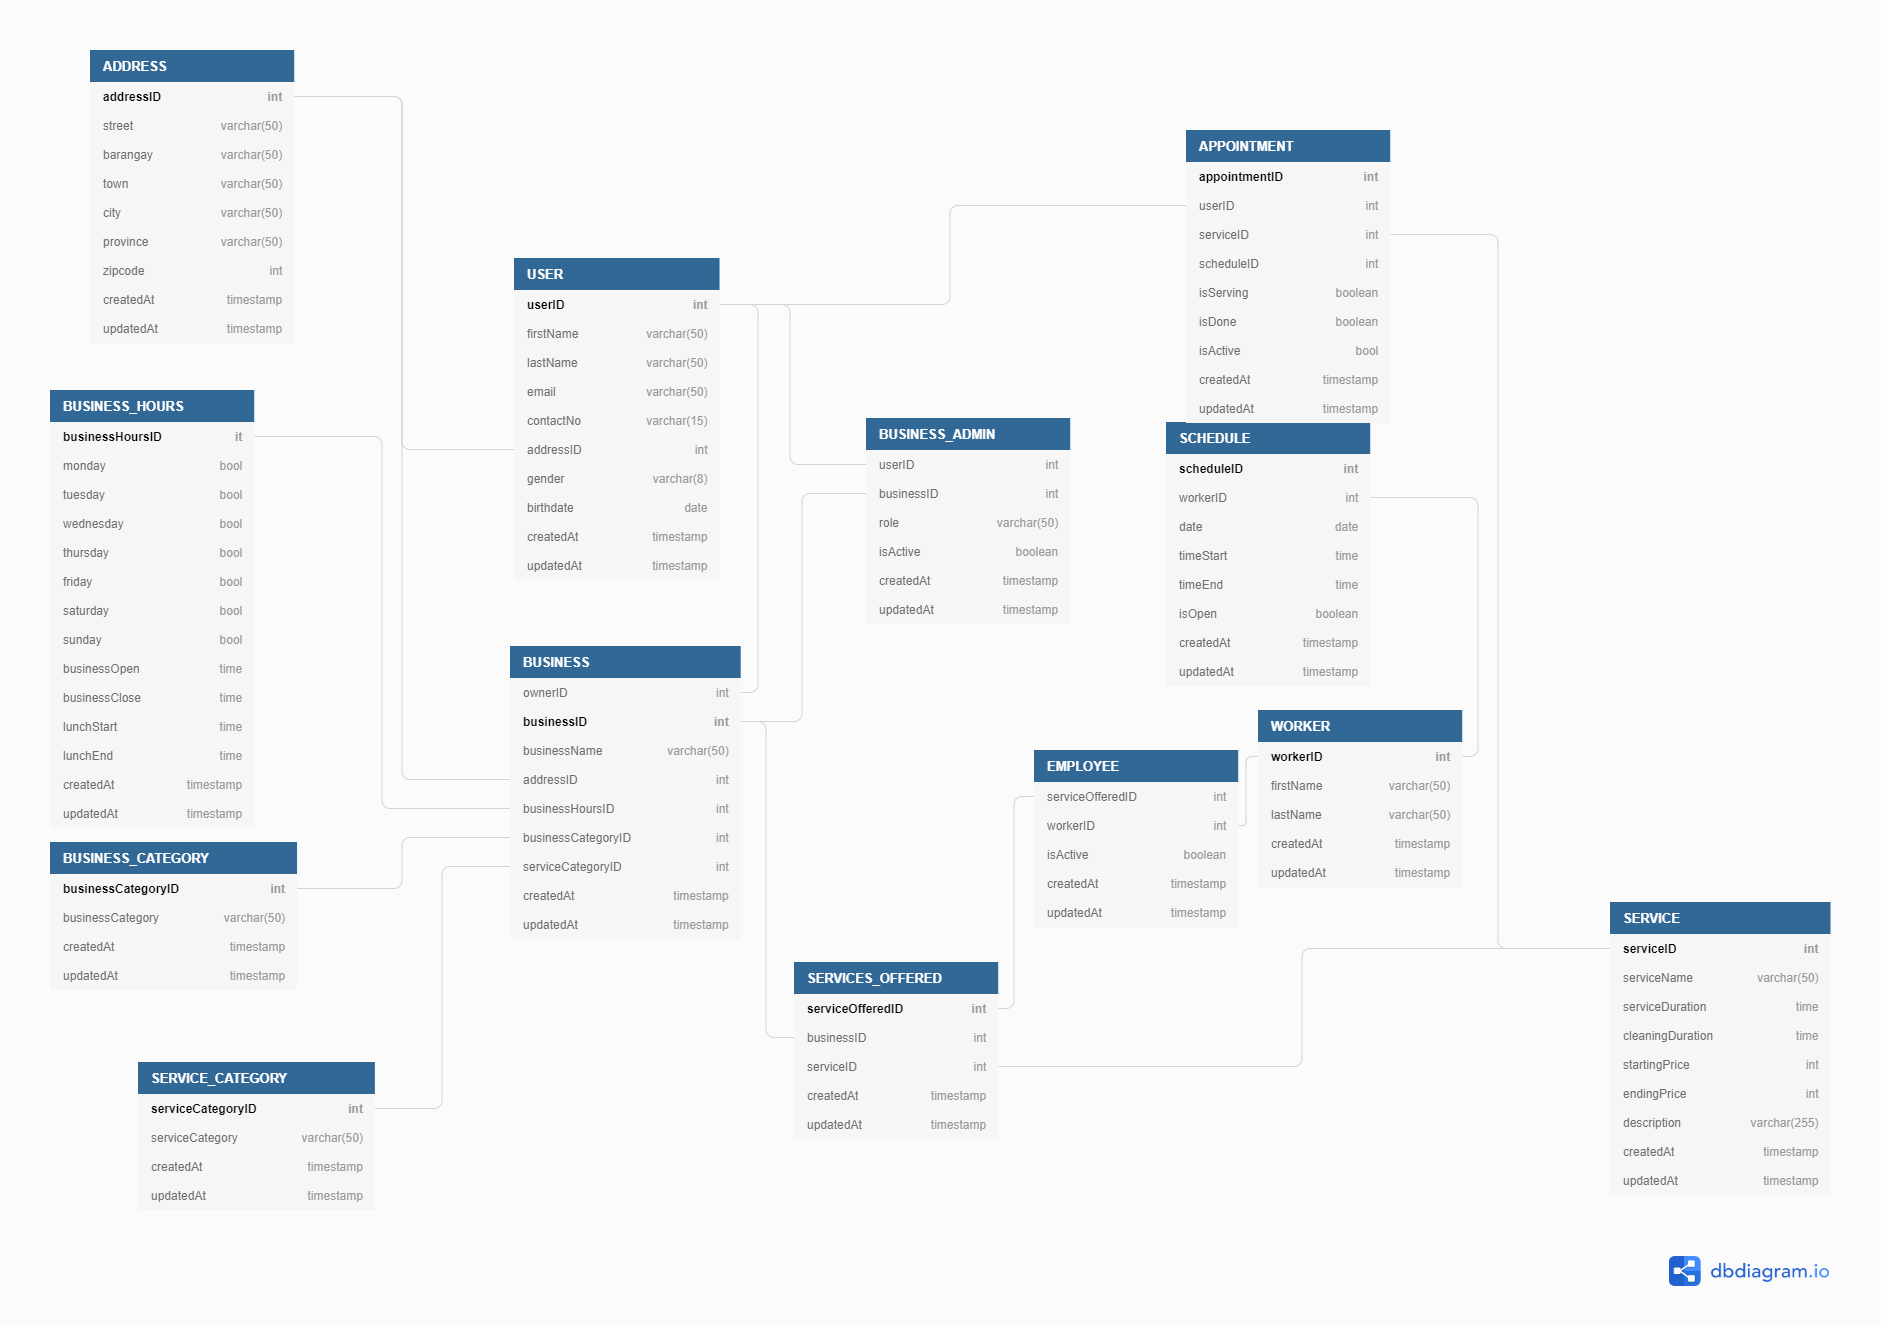 ADDRESS
addressID int
street varchar(50)
barangay varchar(50)
town varchar(50)
city varchar(50)
province varchar(50)
zipcode int
createdAt timestamp
updatedAt timestamp
BUSINESS_HOURS
businessHoursID it
monday bool
tuesday bool
wednesday bool
thursday bool
friday bool
saturday bool
sunday bool
businessOpen time
businessClose time
lunchStart time
lunchEnd time
createdAt timestamp
updatedAt timestamp
BUSINESS_CATEGORY
businessCategoryID int
businessCategory varchar(50)
createdAt timestamp
updatedAt timestamp
SERVICE_CATEGORY
serviceCategoryID int
serviceCategory varchar(50)
createdAt timestamp
updatedAt timestamp
USER
userID int
firstName varchar(50)
lastName varchar(50)
email varchar(50)
contactNo varchar(15)
addressID int
gender varchar(8)
birthdate date
createdAt timestamp
updatedAt timestamp
BUSINESS
ownerID int
businessID int
businessName varchar(50)
addressID int
businessHoursID int
businessCategoryID int
serviceCategoryID int
createdAt timestamp
updatedAt timestamp
BUSINESS_ADMIN
userID int
businessID int
role varchar(50)
isActive boolean
createdAt timestamp
updatedAt timestamp
SERVICES_OFFERED
serviceOfferedID int
businessID int
serviceID int
createdAt timestamp
updatedAt timestamp
EMPLOYEE
serviceOfferedID int
workerID int
isActive boolean
createdAt timestamp
updatedAt timestamp
APPOINTMENT
appointmentID int
userID int
serviceID int
scheduleID int
isServing boolean
isDone boolean
isActive bool
createdAt timestamp
updatedAt timestamp
SCHEDULE
scheduleID int
workerID int
date date
timeStart time
timeEnd time
isOpen boolean
createdAt timestamp
updatedAt timestamp
WORKER
workerID int
firstName varchar(50)
lastName varchar(50)
createdAt timestamp
updatedAt timestamp
SERVICE
serviceID int
serviceName varchar(50)
serviceDuration time
cleaningDuration time
startingPrice int
endingPrice int
description varchar(255)
createdAt timestamp
updatedAt timestamp
dbdiagram.io